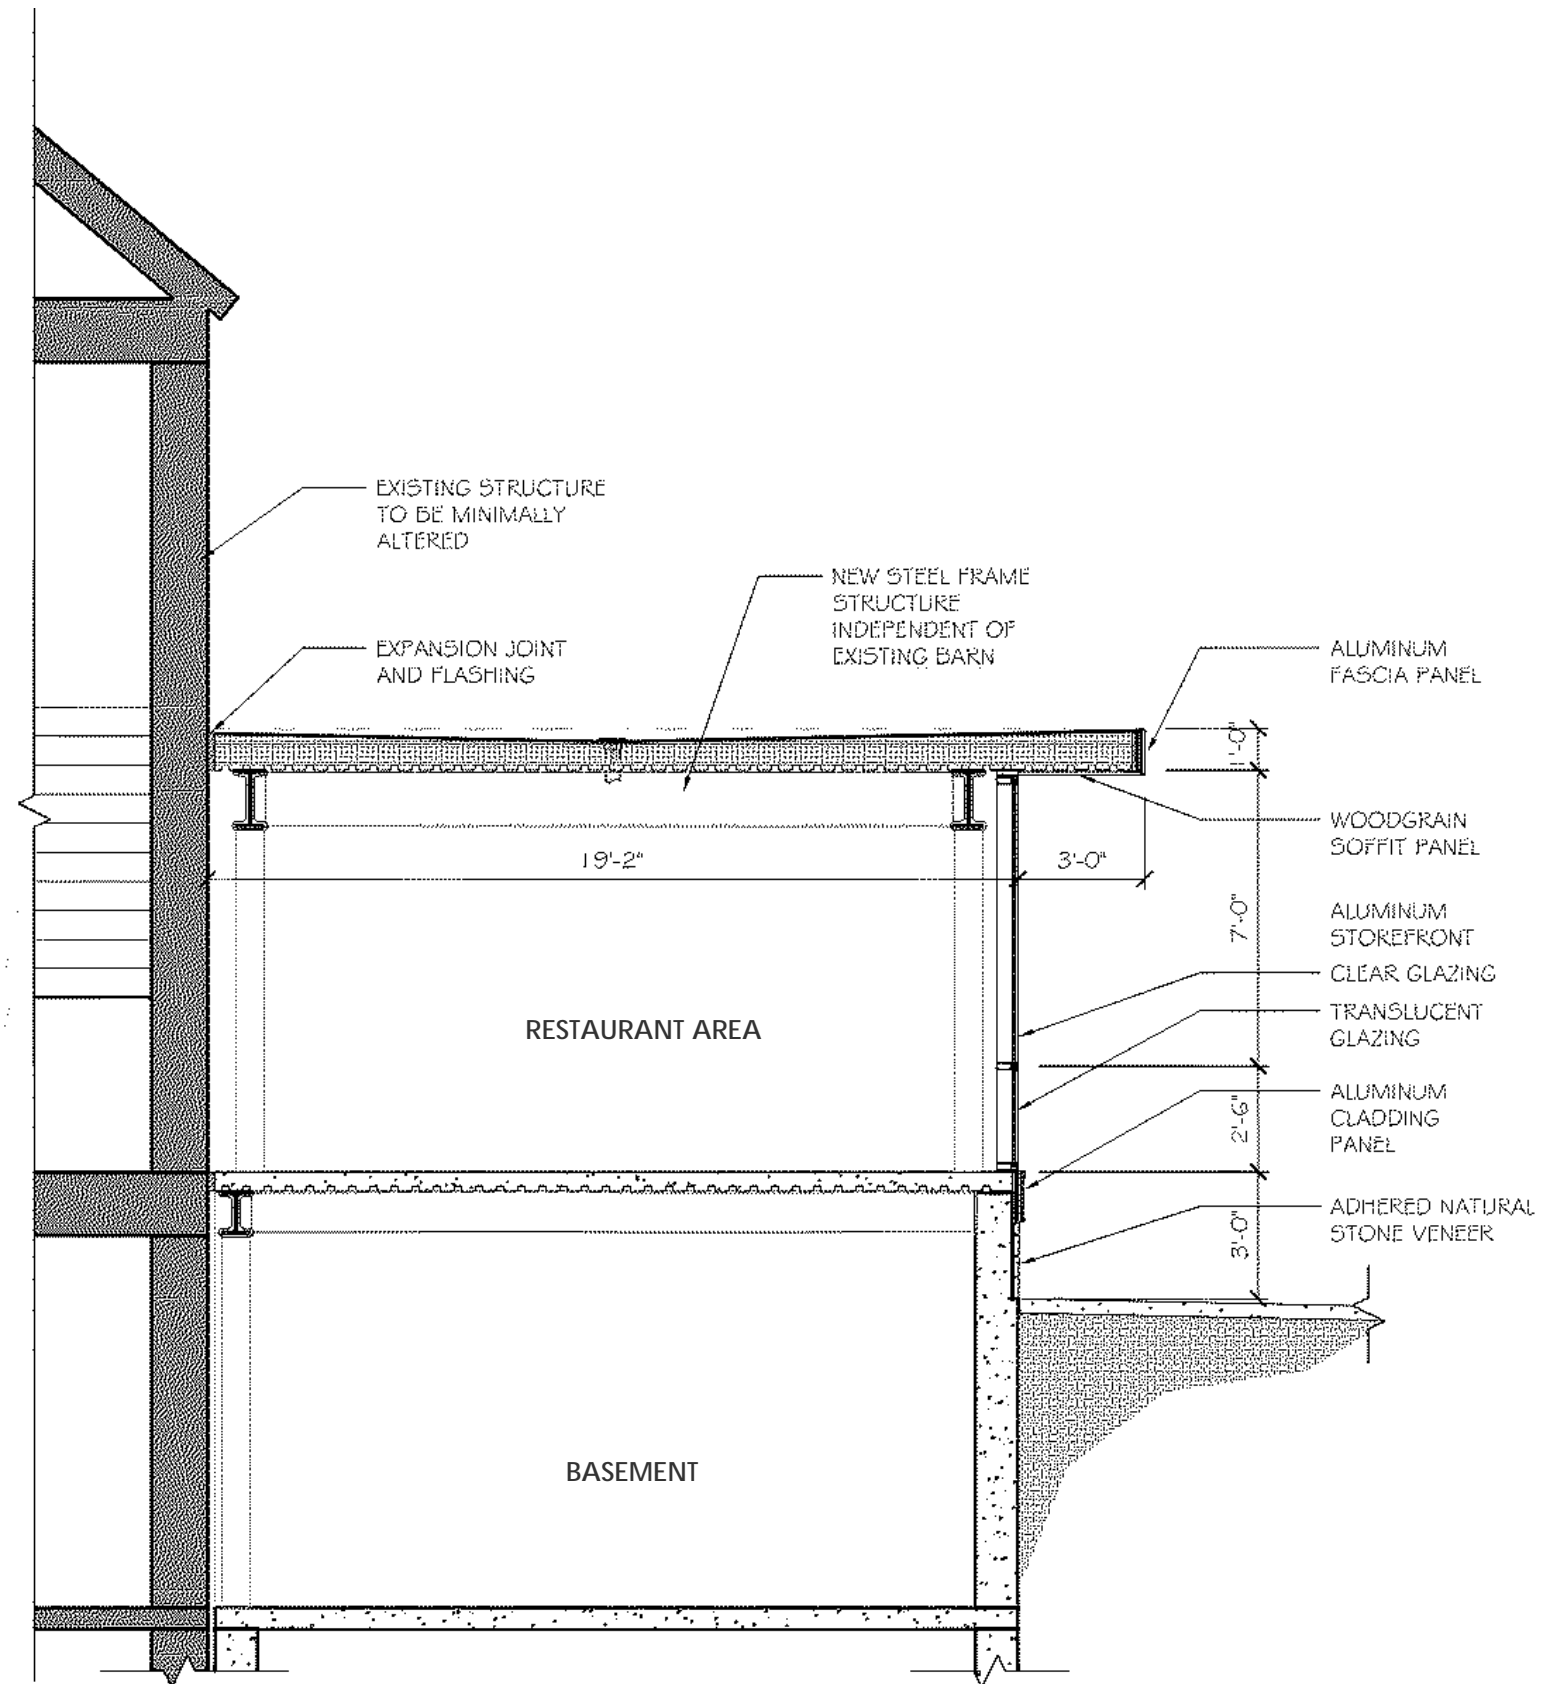 EXISTING STRUCTURE
TO BE MINIMALLY
ALTERED
NEW STEEL FRAME
STRUCTURE
INDEPENDENT OF
EXISTING BARN
EXPANSION JOINT
AND FLASHING
ALUMINUM
FASCIA PANEL
1'-0"
WOODGRAIN
SOFFIT PANEL
19'-2"
3'-0"
7'-0"
ALUMINUM
STOREFRONT
CLEAR GLAZING
TRANSLUCENT
GLAZING
RESTAURANT AREA
2'-6"
ALUMINUM
CLADDING
PANEL
3'-0"
ADHERED NATURAL
STONE VENEER
BASEMENT